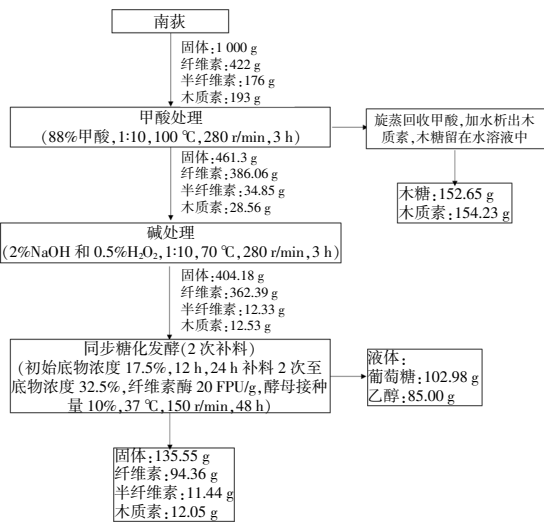 南荻
固体:1 000 g
纤维素:422 g
半纤维素:176 g
木质素:193 g
甲酸处理
(88%甲酸,1:10,100 ℃,280 r/min,3 h)
旋蒸回收甲酸,加水析出木
质素,木糖留在水溶液中
木糖:152.65 g
木质素:154.23 g
固体:461.3 g
纤维素:386.06 g
半纤维素:34.85 g
木质素:28.56 g
碱处理
(2%NaOH 和 0.5%H₂O₂,1:10,70 ℃,280 r/min,3 h)
固体:404.18 g
纤维素:362.39 g
半纤维素:12.33 g
木质素:12.53 g
同步糖化发酵(2 次补料)
(初始底物浓度 17.5%,12 h,24 h 补料 2 次至
底物浓度 32.5%,纤维素酶 20 FPU/g,酵母接种
量 10%,37 ℃,150 r/min,48 h)
液体:
葡萄糖:102.98 g
乙醇:85.00 g
固体:135.55 g
纤维素:94.36 g
半纤维素:11.44 g
木质素:12.05 g